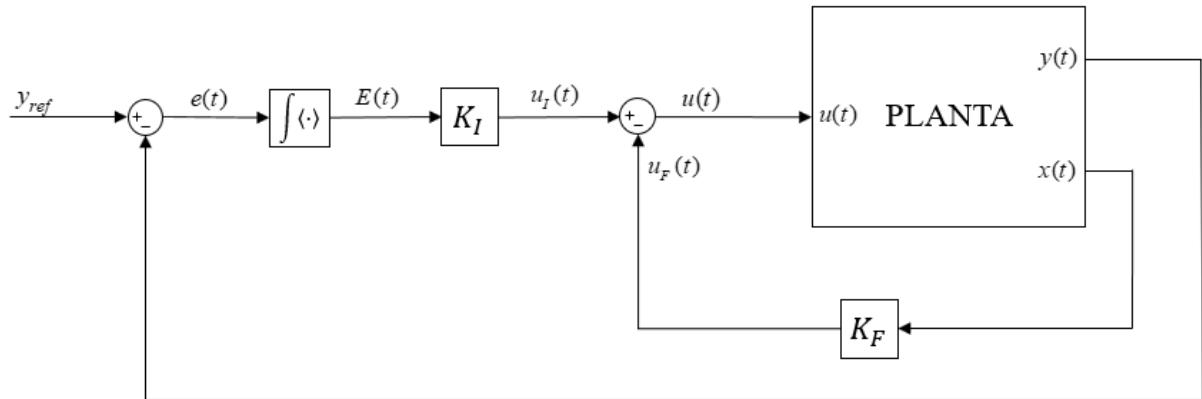 y_ref
+
−
e(t)
∫⟨·⟩
E(t)
K_I
u_I(t)
+
−
u(t)
u(t)
PLANTA
y(t)
x(t)
u_F(t)
K_F